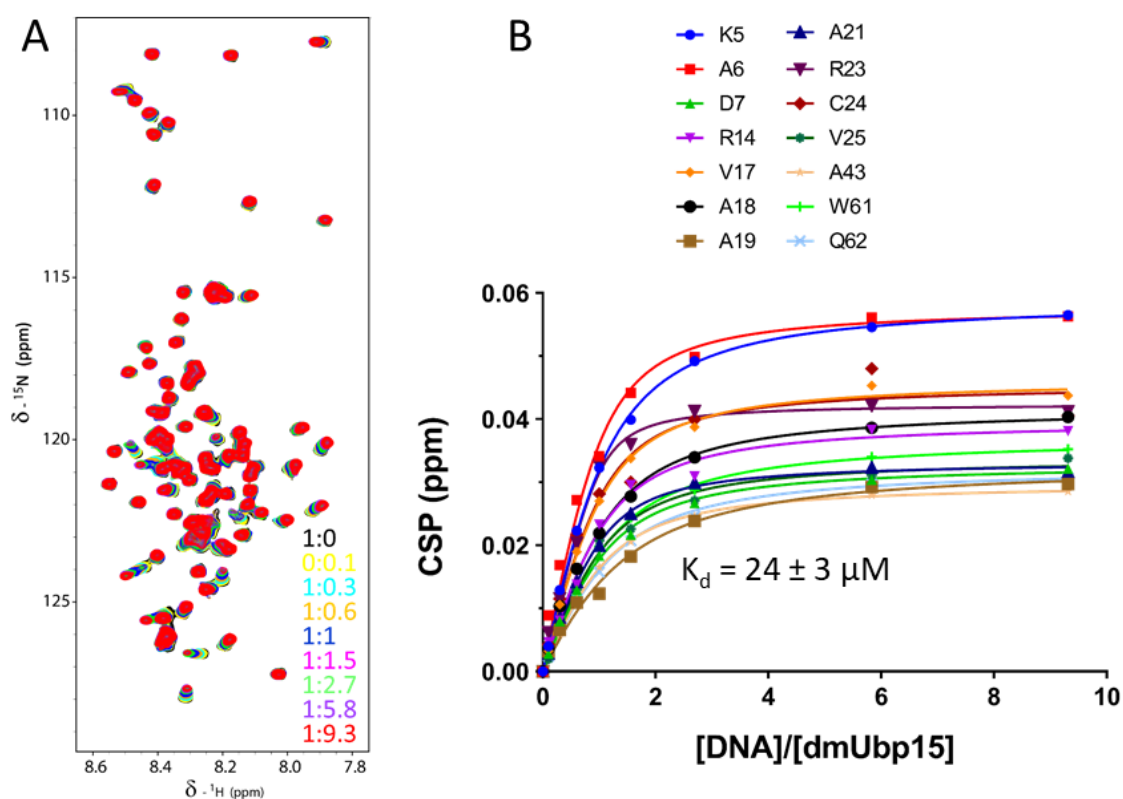 A
110
115
120
125
δ - ¹⁵N (ppm)
8.6 8.4 8.2 8.0 7.8
δ - ¹H (ppm)
1:0
0:0.1
1:0.3
1:0.6
1:1
1:1.5
1:2.7
1:5.8
1:9.3
B
K5 A21
A6 R23
D7 C24
R14 V25
V17 A43
A18 W61
A19 Q62
0.06
0.04
0.02
0.00
CSP (ppm)
K_d = 24 ± 3 µM
0 2 4 6 8 10
[DNA]/[dmUbp15]